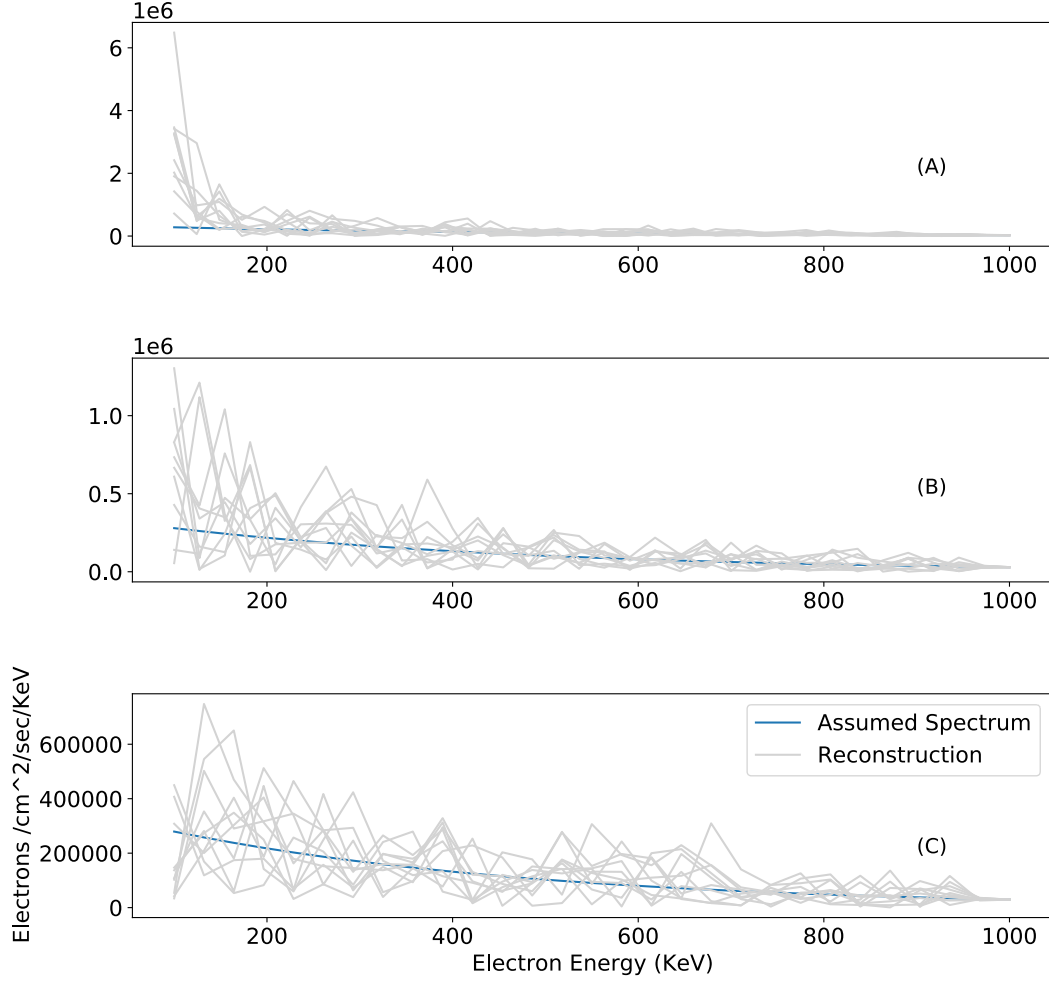 1e6
6
4
2
0
(A)
200 400 600 800 1000
1e6
1.0
0.5
0.0
(B)
200 400 600 800 1000
Electrons /cm^2/sec/KeV
600000
400000
200000
0
Assumed Spectrum
Reconstruction
(C)
200 400 600 800 1000
Electron Energy (KeV)